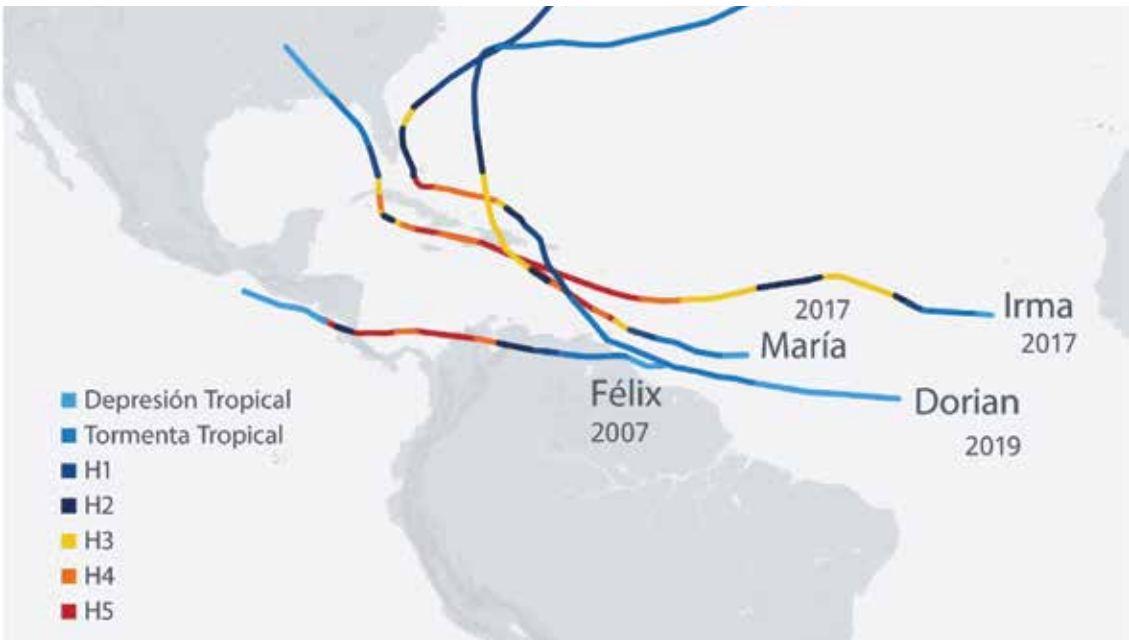 2017
Irma
2017
María
Félix
2007
Dorian
2019
Depresión Tropical
Tormenta Tropical
H1
H2
H3
H4
H5